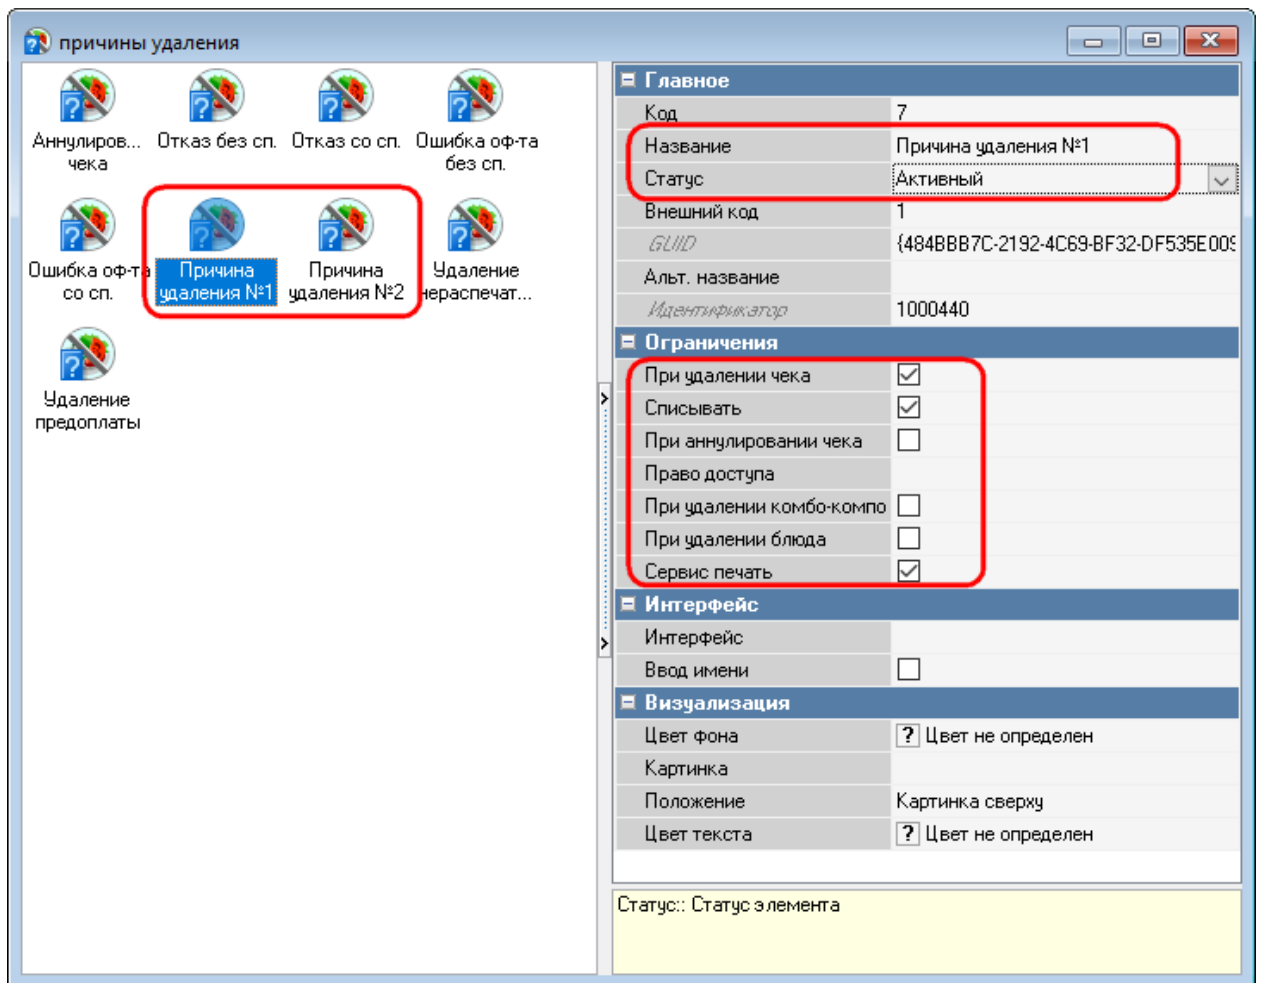 причины удаления
Аннулиров...
чека
Отказ без сп.
Отказ со сп.
Ошибка оф-та
без сп.
Ошибка оф-та
со сп.
Причина
удаления №1
Причина
удаления №2
Удаление
нераспечат...
Удаление
предоплаты
Главное
Код 7
Название Причина удаления №1
Статус Активный
Внешний код 1
GUID {484BBB7C-2192-4C69-BF32-DF535E009
Альт. название
Идентификатор 1000440
Ограничения
При удалении чека
Списывать
При аннулировании чека
Право доступа
При удалении комбо-компо
При удалении блюда
Сервис печать
Интерфейс
Интерфейс
Ввод имени
Визуализация
Цвет фона ? Цвет не определен
Картинка
Положение Картинка сверху
Цвет текста ? Цвет не определен
Статус:: Статус элемента